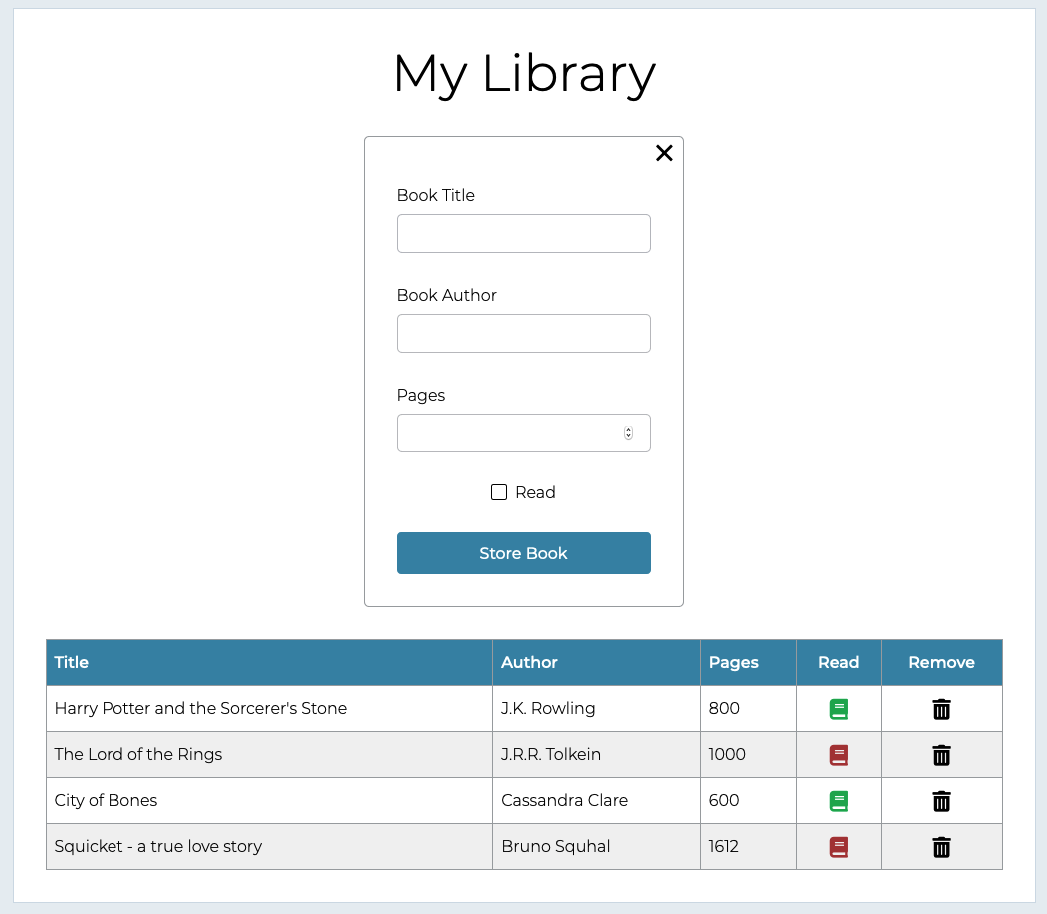 My Library
Book Title
Book Author
Pages
Read
Store Book
Title Author Pages Read Remove
Harry Potter and the Sorcerer's Stone J.K. Rowling 800
The Lord of the Rings J.R.R. Tolkein 1000
City of Bones Cassandra Clare 600
Squicket - a true love story Bruno Squhal 1612